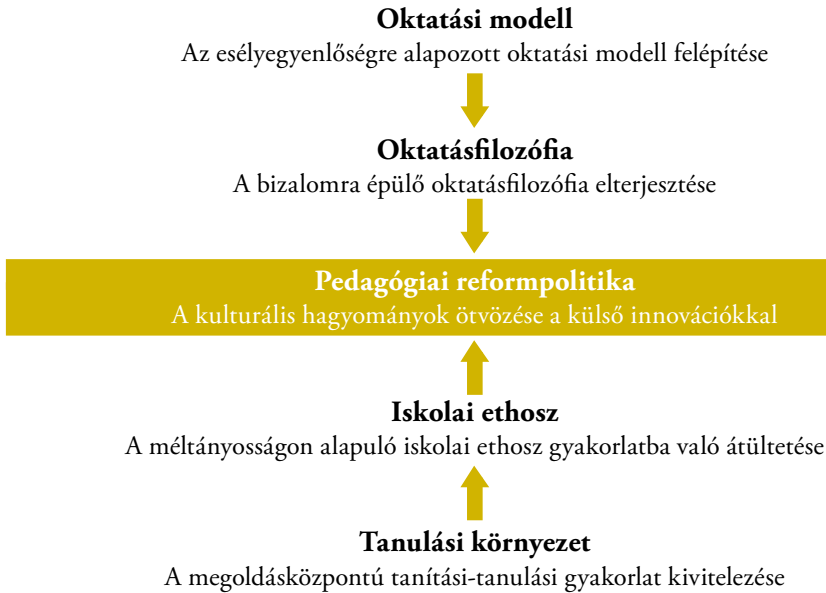 Oktatási modell
Az esélyegyenlőségre alapozott oktatási modell felépítése
Oktatásfilozófia
A bizalomra épülő oktatásfilozófia elterjesztése
Pedagógiai reformpolitika
A kulturális hagyományok ötvözése a külső innovációkkal
Iskolai ethosz
A méltányosságon alapuló iskolai ethosz gyakorlatba való átültetése
Tanulási környezet
A megoldásközpontú tanítási-tanulási gyakorlat kivitelezése